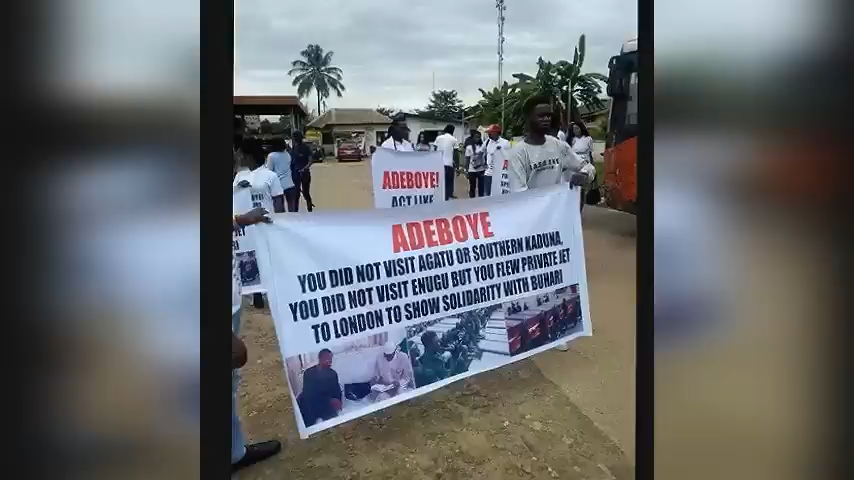 ADEBOYE!
ACT LIKE
ADEBOYE
YOU DID NOT VISIT AGATU OR SOUTHERN KADUNA,
YOU DID NOT VISIT ENUGU BUT YOU FLEW PRIVATE JET
TO LONDON TO SHOW SOLIDARITY WITH BUHARI